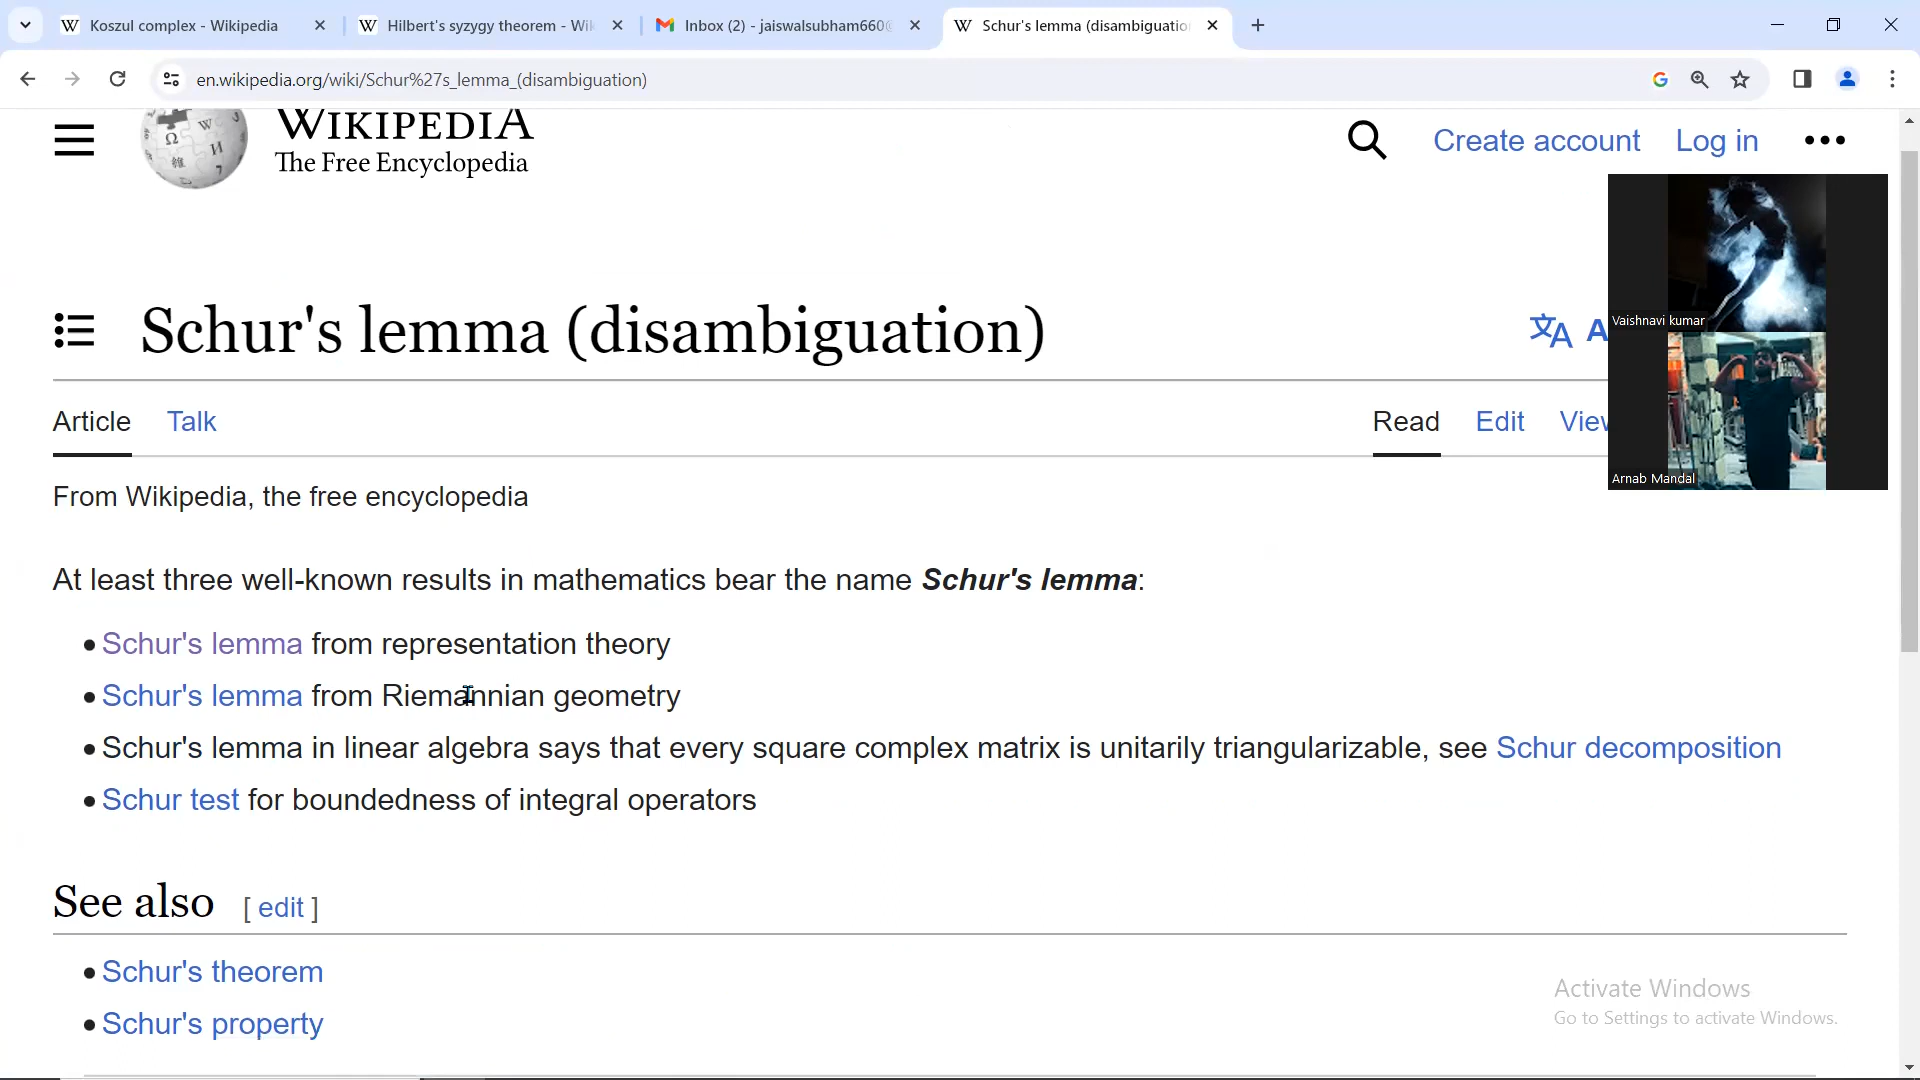 Koszul complex - Wikipedia
Hilbert's syzygy theorem - Wik
Inbox (2) - jaiswalsubham660@
Schur's lemma (disambiguatio
en.wikipedia.org/wiki/Schur%27s_lemma_(disambiguation)
WIKIPEDIA
The Free Encyclopedia
Create account
Log in
Schur's lemma (disambiguation)
Vaishnavi kumar
Article
Talk
Read
Edit
View
Arnab Mandal
From Wikipedia, the free encyclopedia
At least three well-known results in mathematics bear the name Schur's lemma:
• Schur's lemma from representation theory
• Schur's lemma from Riemannian geometry
• Schur's lemma in linear algebra says that every square complex matrix is unitarily triangularizable, see Schur decomposition
• Schur test for boundedness of integral operators
See also [ edit ]
• Schur's theorem
• Schur's property
Activate Windows
Go to Settings to activate Windows.